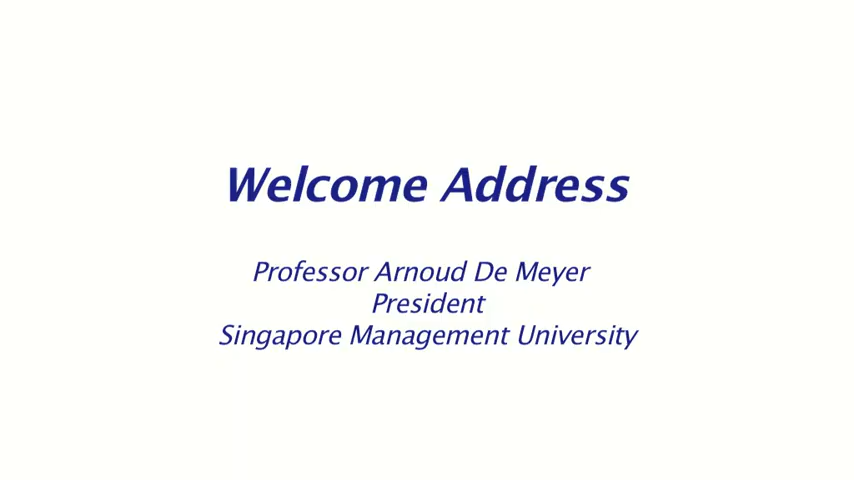 Welcome Address
Professor Arnoud De Meyer
President
Singapore Management University